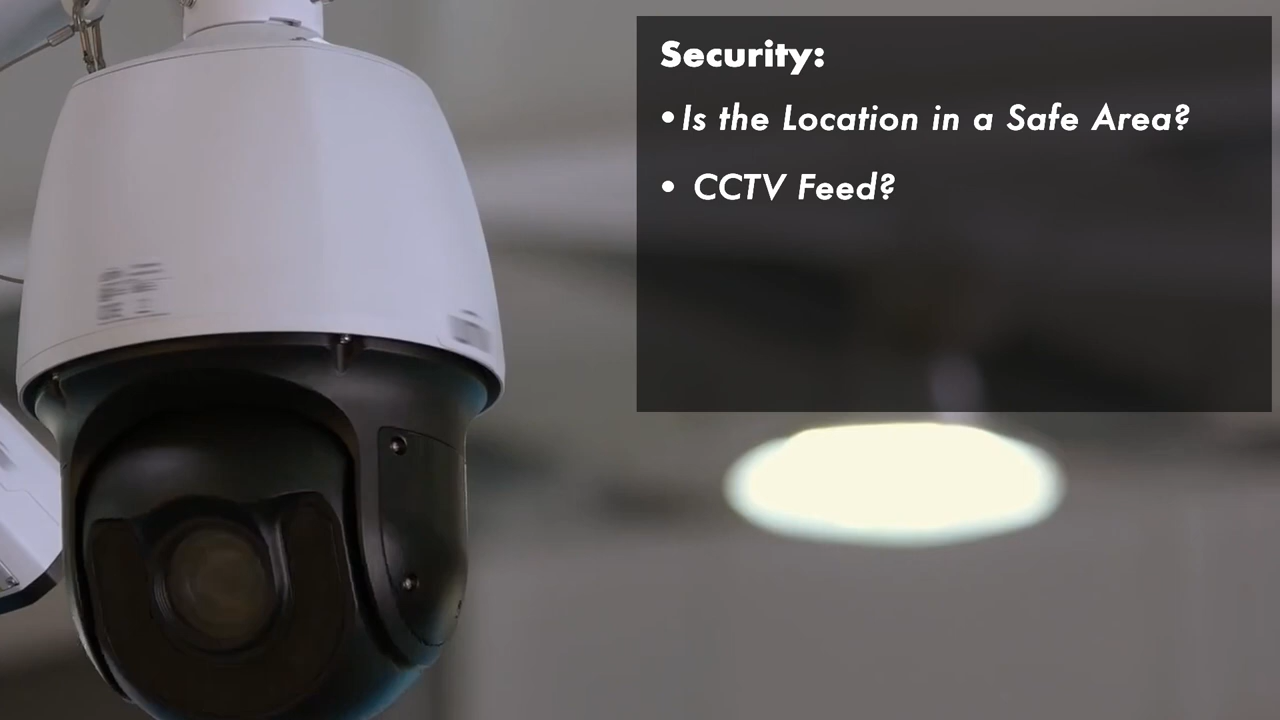 Security:
•Is the Location in a Safe Area?
• CCTV Feed?